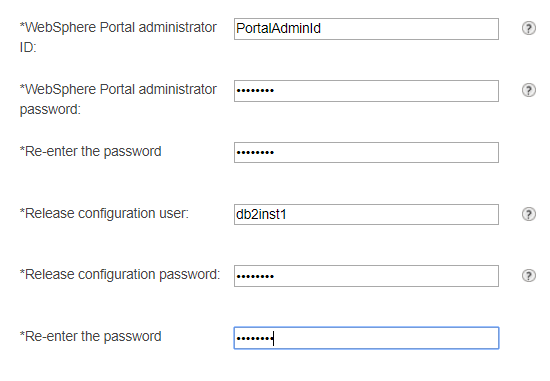 *WebSphere Portal administrator
ID:
PortalAdminId
?
*WebSphere Portal administrator
password:
••••••••
?
*Re-enter the password
••••••••
*Release configuration user:
db2inst1
?
*Release configuration password:
••••••••
?
*Re-enter the password
••••••••